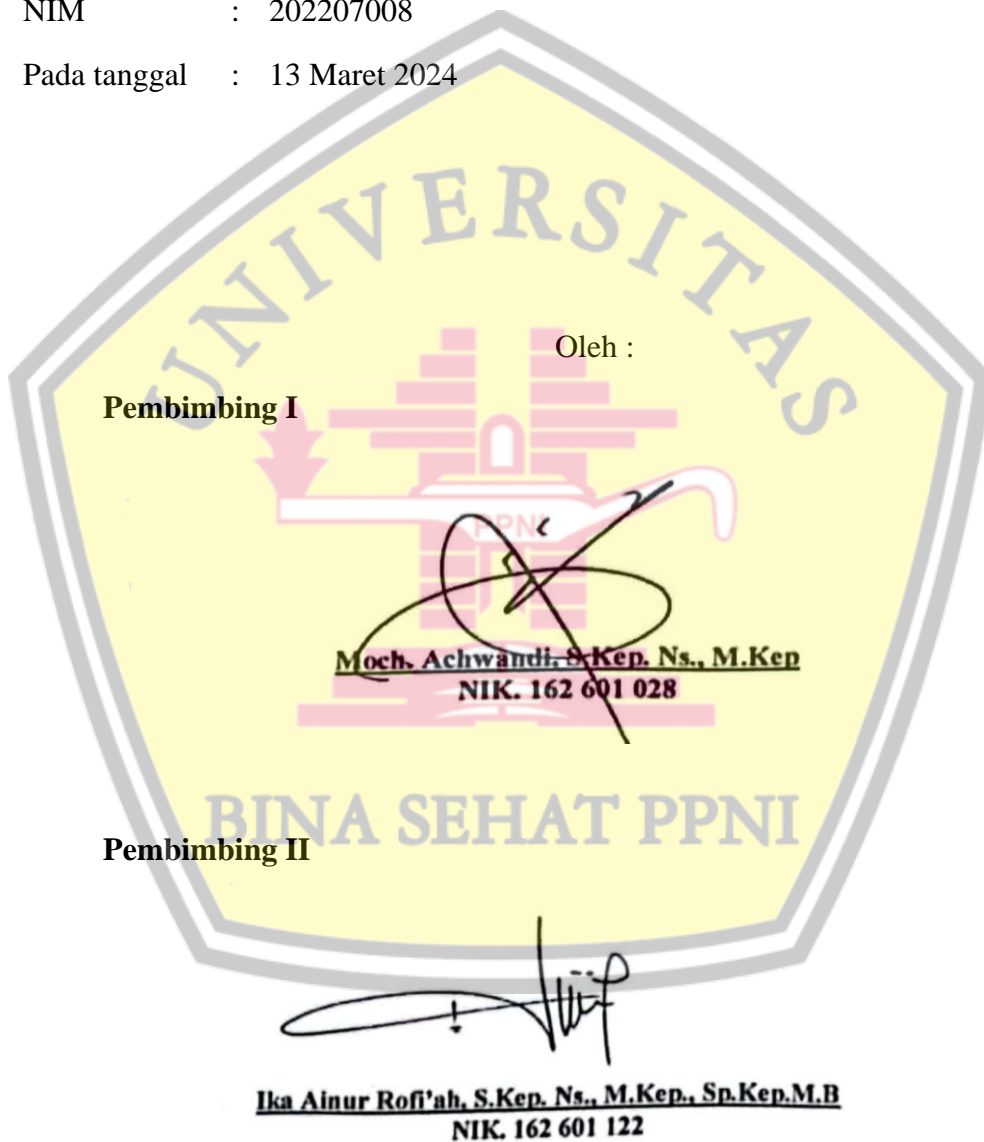 NIM : 202207008
Pada tanggal : 13 Maret 2024
UNIVERSITAS
Oleh :
Pembimbing I
PPNI
Moch. Achwandi, S.Kep. Ns., M.Kep
NIK. 162 601 028
BINA SEHAT PPNI
Pembimbing II
Ika Ainur Rofi'ah, S.Kep. Ns., M.Kep., Sp.Kep.M.B
NIK. 162 601 122